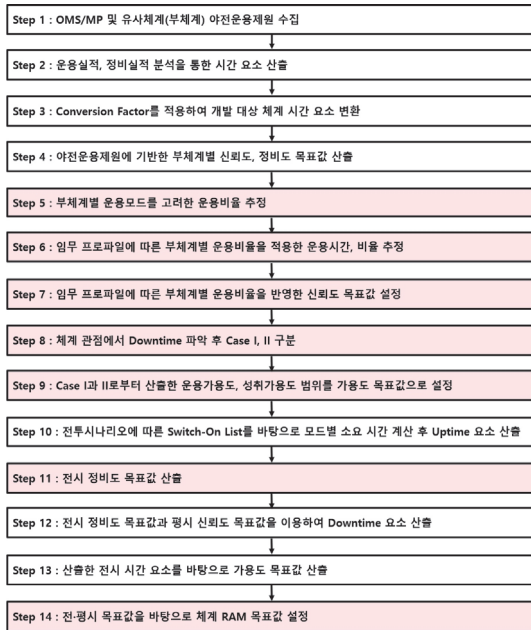 Step 1 : OMS/MP 및 유사체계(부체계) 야전운용제원 수집
Step 2 : 운용실적, 정비실적 분석을 통한 시간 요소 산출
Step 3 : Conversion Factor를 적용하여 개발 대상 체계 시간 요소 변환
Step 4 : 야전운용제원에 기반한 부체계별 신뢰도, 정비도 목표값 산출
Step 5 : 부체계별 운용모드를 고려한 운용비율 추정
Step 6 : 임무 프로파일에 따른 부체계별 운용비율을 적용한 운용시간, 비율 추정
Step 7 : 임무 프로파일에 따른 부체계별 운용비율을 반영한 신뢰도 목표값 설정
Step 8 : 체계 관점에서 Downtime 파악 후 Case I, II 구분
Step 9 : Case I과 II로부터 산출한 운용가용도, 성취가용도 범위를 가용도 목표값으로 설정
Step 10 : 전투시나리오에 따른 Switch-On List를 바탕으로 모드별 소요 시간 계산 후 Uptime 요소 산출
Step 11 : 전시 정비도 목표값 산출
Step 12 : 전시 정비도 목표값과 평시 신뢰도 목표값을 이용하여 Downtime 요소 산출
Step 13 : 산출한 전시 시간 요소를 바탕으로 가용도 목표값 산출
Step 14 : 전·평시 목표값을 바탕으로 체계 RAM 목표값 설정